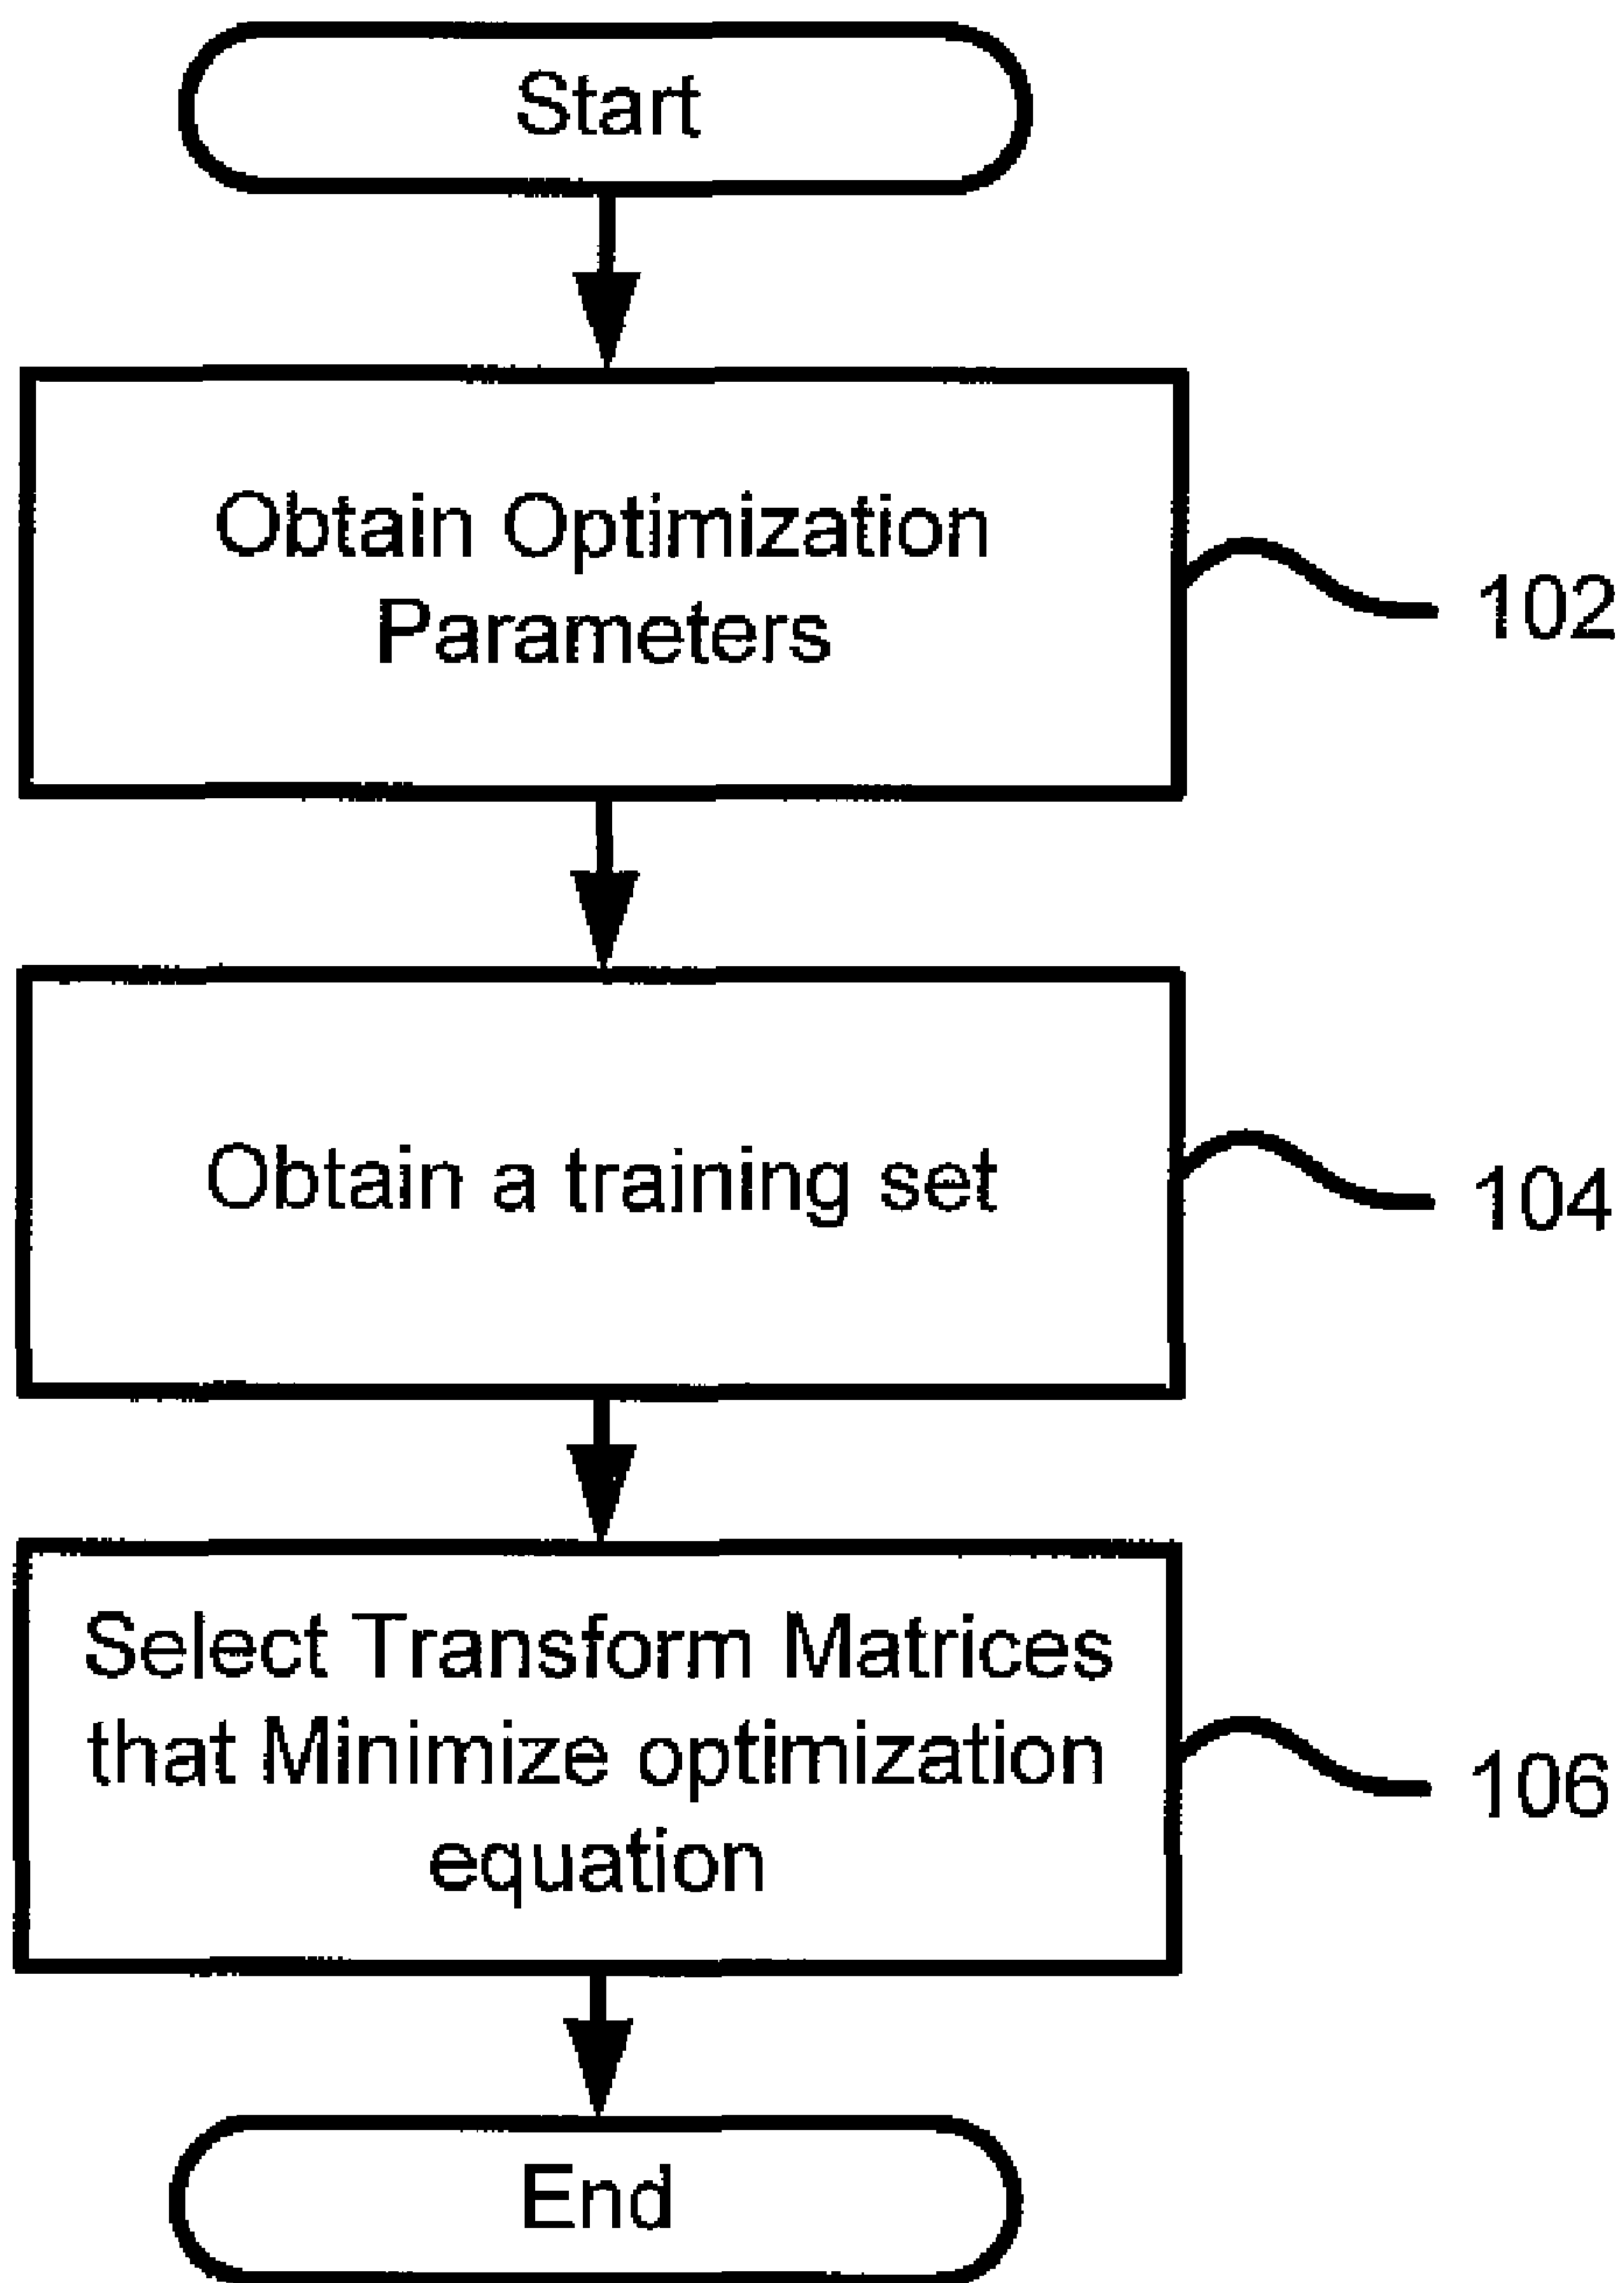 Start
Obtain Optimization
Parameters
102
Obtain a training set
104
Select Transform Matrices
that Minimize optimization
equation
106
End